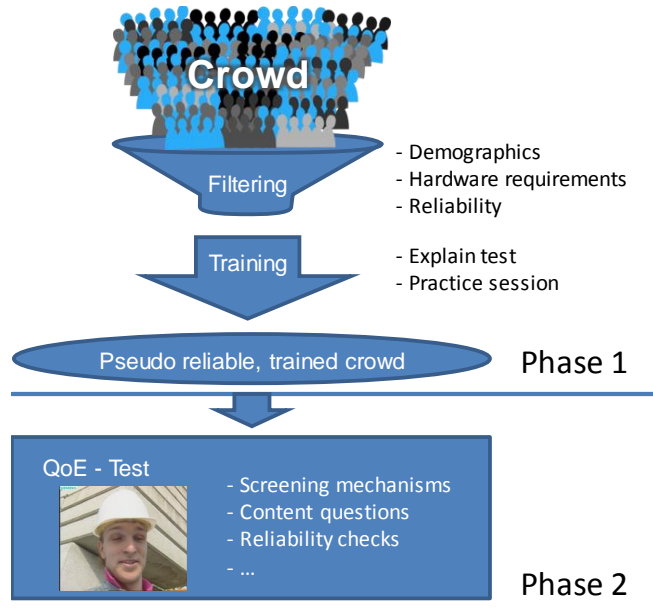 Crowd
Filtering
- Demographics
- Hardware requirements
- Reliability
Training
- Explain test
- Practice session
Pseudo reliable, trained crowd
Phase 1
QoE - Test
- Screening mechanisms
- Content questions
- Reliability checks
- ...
Phase 2